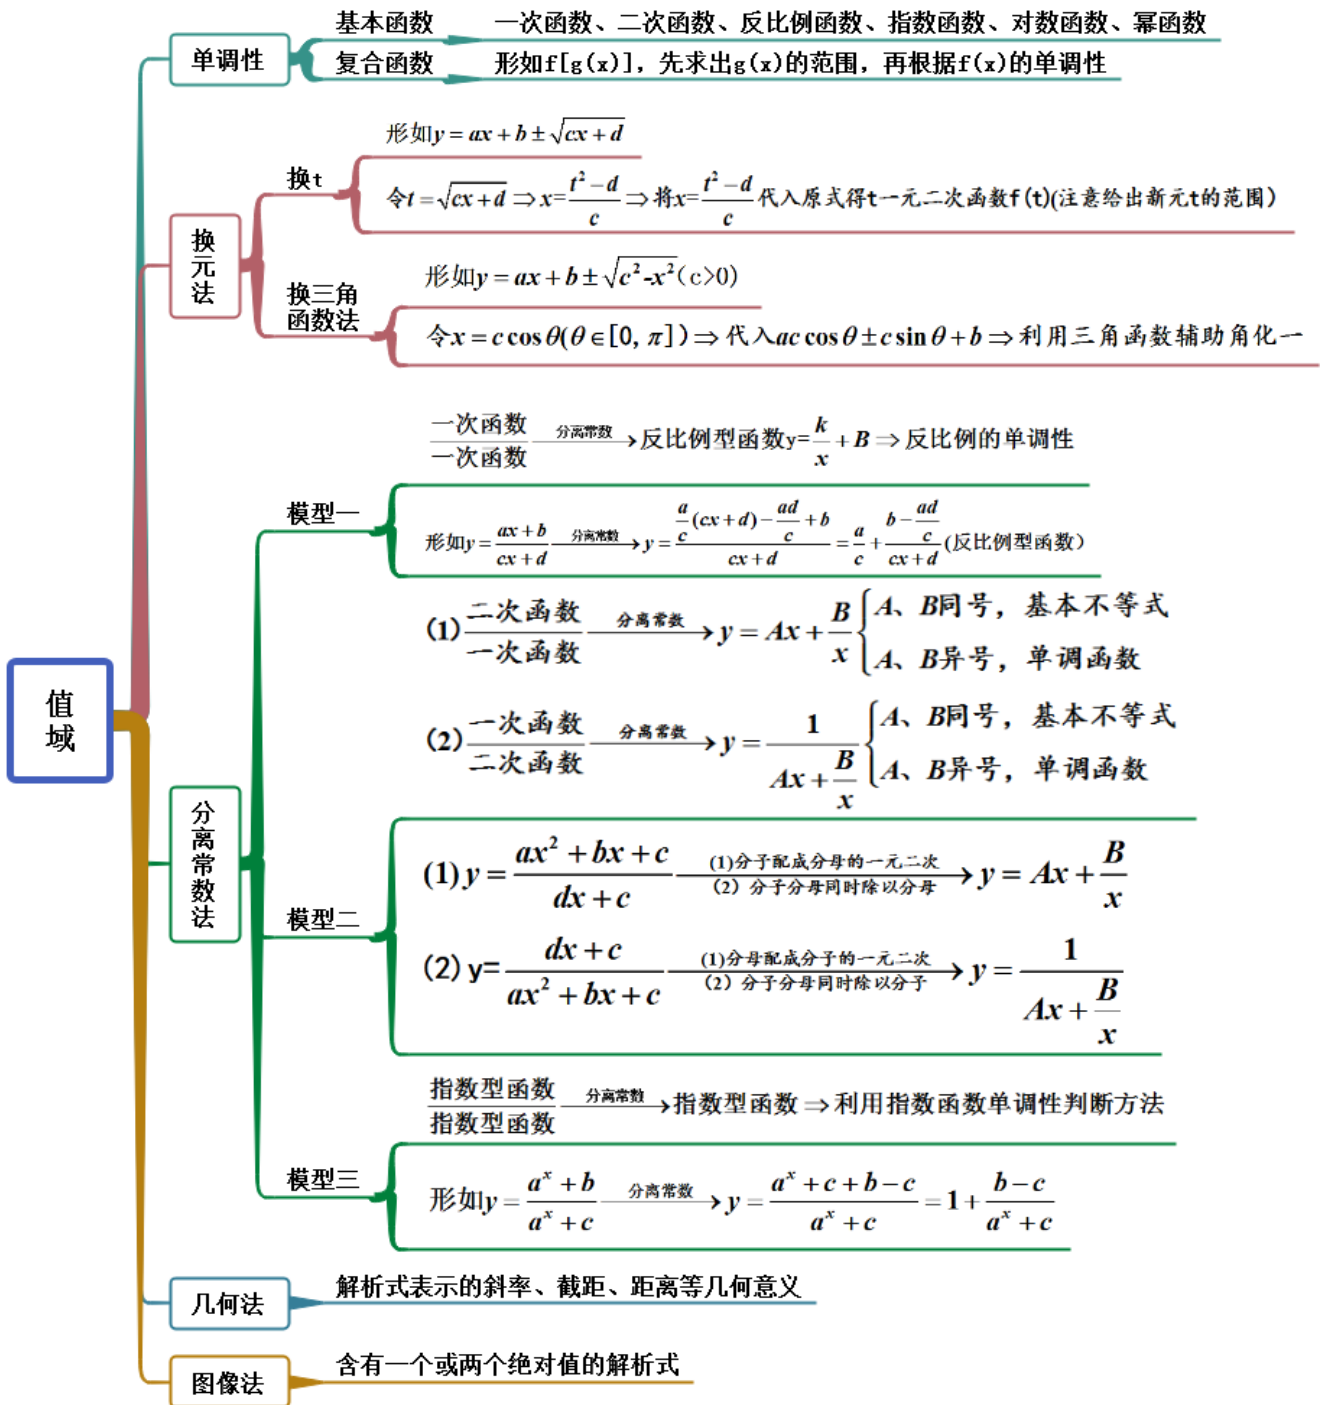 值域
单调性
基本函数 一次函数、二次函数、反比例函数、指数函数、对数函数、幂函数
复合函数 形如f[g(x)]，先求出g(x)的范围，再根据f(x)的单调性
换元法
换t
形如y = ax + b ± √(cx + d)
令t = √(cx + d) ⇒ x = (t² − d)/c ⇒ 将x = (t² − d)/c 代入原式得t一元二次函数f(t)(注意给出新元t的范围)
换三角函数法
形如y = ax + b ± √(c² - x²)(c>0)
令x = c cos θ(θ ∈ [0, π]) ⇒ 代入ac cos θ ± c sin θ + b ⇒ 利用三角函数辅助角化一
分离常数法
模型一
一次函数/一次函数 分离常数→ 反比例型函数y = k/x + B ⇒ 反比例的单调性
形如y = (ax + b)/(cx + d) 分离常数→ y = (a/c (cx + d) − ad/c + b)/(cx + d) = a/c + (b − ad/c)/(cx + d) (反比例型函数)
模型二
(1) 二次函数/一次函数 分离常数→ y = Ax + B/x { A、B同号，基本不等式
A、B异号，单调函数
(2) 一次函数/二次函数 分离常数→ y = 1/(Ax + B/x) { A、B同号，基本不等式
A、B异号，单调函数
(1) y = (ax² + bx + c)/(dx + c) (1)分子配成分母的一元二次 (2) 分子分母同时除以分母→ y = Ax + B/x
(2) y = (dx + c)/(ax² + bx + c) (1)分母配成分子的一元二次 (2) 分子分母同时除以分子→ y = 1/(Ax + B/x)
模型三
指数型函数/指数型函数 分离常数→ 指数型函数 ⇒ 利用指数函数单调性判断方法
形如y = (aˣ + b)/(aˣ + c) 分离常数→ y = (aˣ + c + b − c)/(aˣ + c) = 1 + (b − c)/(aˣ + c)
几何法
解析式表示的斜率、截距、距离等几何意义
图像法
含有一个或两个绝对值的解析式